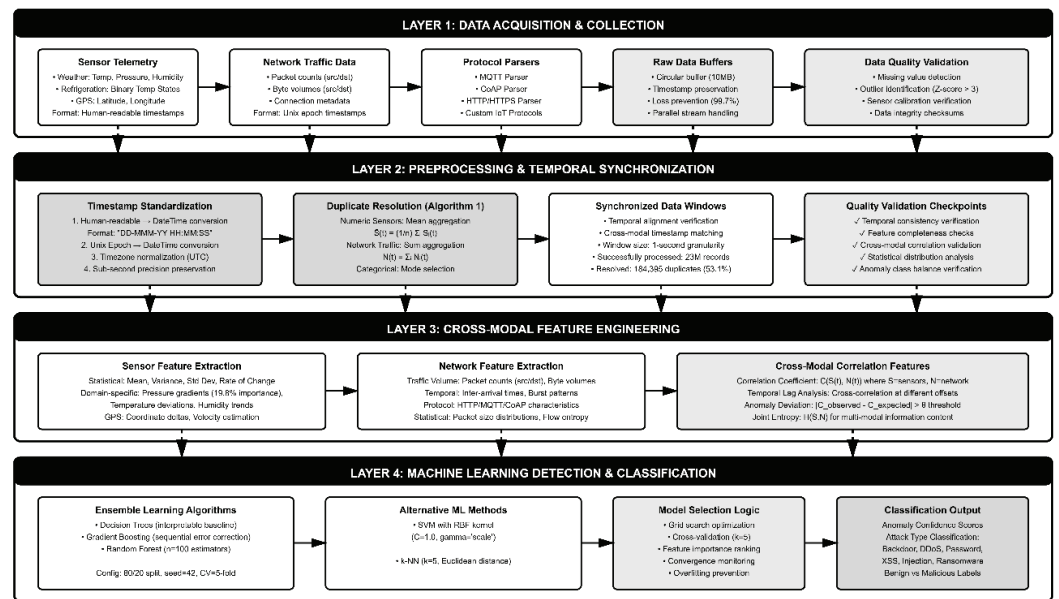 LAYER 1: DATA ACQUISITION & COLLECTION
Sensor Telemetry
• Weather: Temp, Pressure, Humidity
• Refrigeration: Binary Temp States
• GPS: Latitude, Longitude
Format: Human-readable timestamps
Network Traffic Data
• Packet counts (src/dst)
• Byte volumes (src/dst)
• Connection metadata
Format: Unix epoch timestamps
Protocol Parsers
• MQTT Parser
• CoAP Parser
• HTTP/HTTPS Parser
• Custom IoT Protocols
Raw Data Buffers
• Circular buffer (10MB)
• Timestamp preservation
• Loss prevention (99.7%)
• Parallel stream handling
Data Quality Validation
• Missing value detection
• Outlier Identification (Z-score > 3)
• Sensor calibration verification
• Data integrity checksums
LAYER 2: PREPROCESSING & TEMPORAL SYNCHRONIZATION
Timestamp Standardization
1. Human-readable → DateTime conversion
Format: "DD-MMM-YY HH:MM:SS"
2. Unix Epoch → DateTime conversion
3. Timezone normalization (UTC)
4. Sub-second precision preservation
Duplicate Resolution (Algorithm 1)
Numeric Sensors: Mean aggregation
S̄(t) = (1/n) Σ Sᵢ(t)
Network Traffic: Sum aggregation
N(t) = Σᵢ Nᵢ(t)
Categorical: Mode selection
Synchronized Data Windows
• Temporal alignment verification
• Cross-modal timestamp matching
• Window size: 1-second granularity
• Successfully processed: 23M records
• Resolved: 184,395 duplicates (53.1%)
Quality Validation Checkpoints
✓ Temporal consistency verification
✓ Feature completeness checks
✓ Cross-modal correlation validation
✓ Statistical distribution analysis
✓ Anomaly class balance verification
LAYER 3: CROSS-MODAL FEATURE ENGINEERING
Sensor Feature Extraction
Statistical: Mean, Variance, Std Dev, Rate of Change
Domain-specific: Pressure gradients (19.8% importance),
Temperature deviations, Humidity trends
GPS: Coordinate deltas, Velocity estimation
Network Feature Extraction
Traffic Volume: Packet counts (src/dst), Byte volumes
Temporal: Inter-arrival times, Burst patterns
Protocol: HTTP/MQTT/CoAP characteristics
Statistical: Packet size distributions, Flow entropy
Cross-Modal Correlation Features
Correlation Coefficient: C(S(t), N(t)) where S=sensors, N=network
Temporal Lag Analysis: Cross-correlation at different offsets
Anomaly Deviation: |C_observed - C_expected| > θ threshold
Joint Entropy: H(S,N) for multi-modal information content
LAYER 4: MACHINE LEARNING DETECTION & CLASSIFICATION
Ensemble Learning Algorithms
• Decision Trees (interpretable baseline)
• Gradient Boosting (sequential error correction)
• Random Forest (n=100 estimators)
Config: 80/20 split, seed=42, CV=5-fold
Alternative ML Methods
• SVM with RBF kernel
(C=1.0, gamma='scale')
• k-NN (k=5, Euclidean distance)
Model Selection Logic
• Grid search optimization
• Cross-validation (k=5)
• Feature importance ranking
• Convergence monitoring
• Overfitting prevention
Classification Output
Anomaly Confidence Scores
Attack Type Classification:
Backdoor, DDoS, Password,
XSS, Injection, Ransomware
Benign vs Malicious Labels